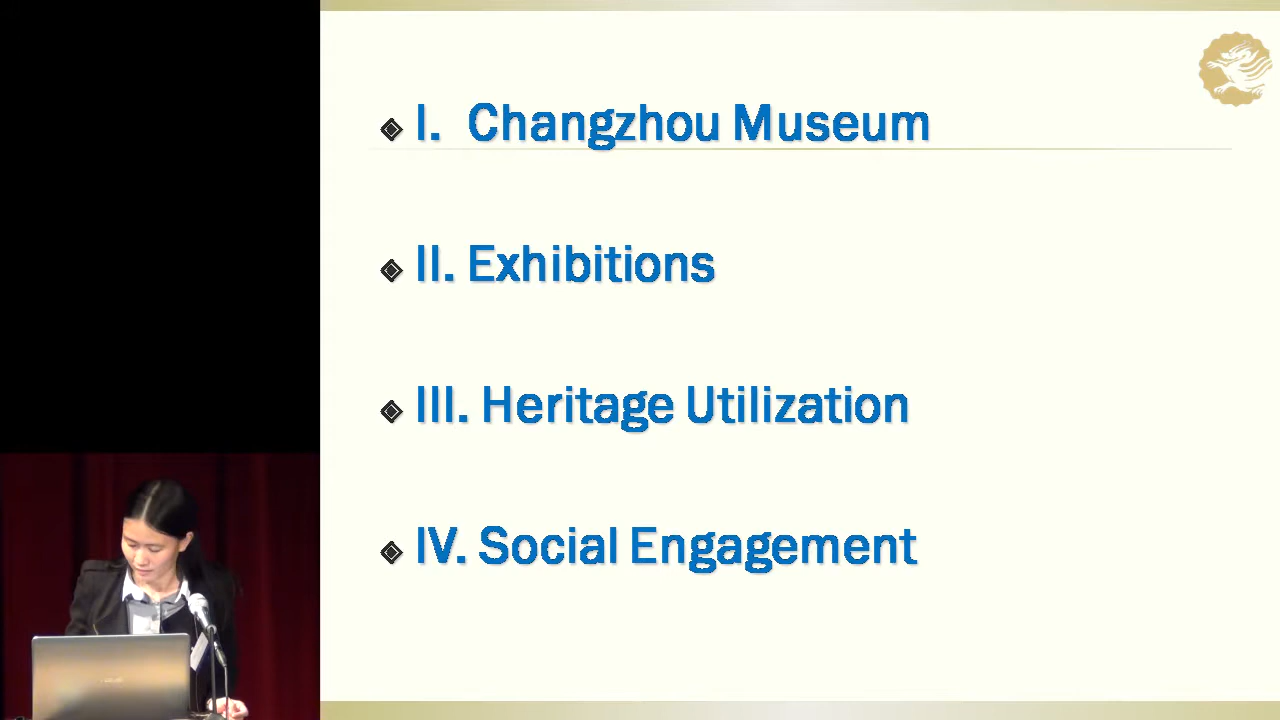 I. Changzhou Museum
II. Exhibitions
III. Heritage Utilization
IV. Social Engagement